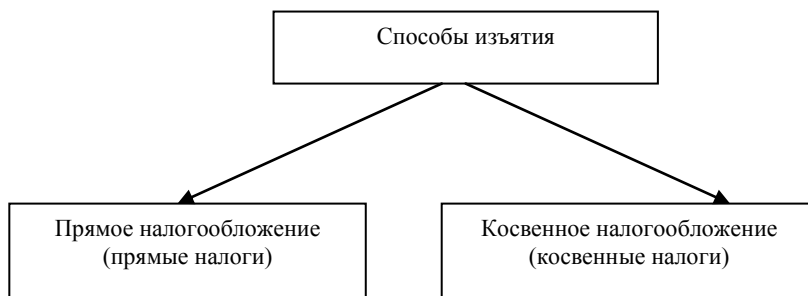 Способы изъятия
Прямое налогообложение
(прямые налоги)
Косвенное налогообложение
(косвенные налоги)